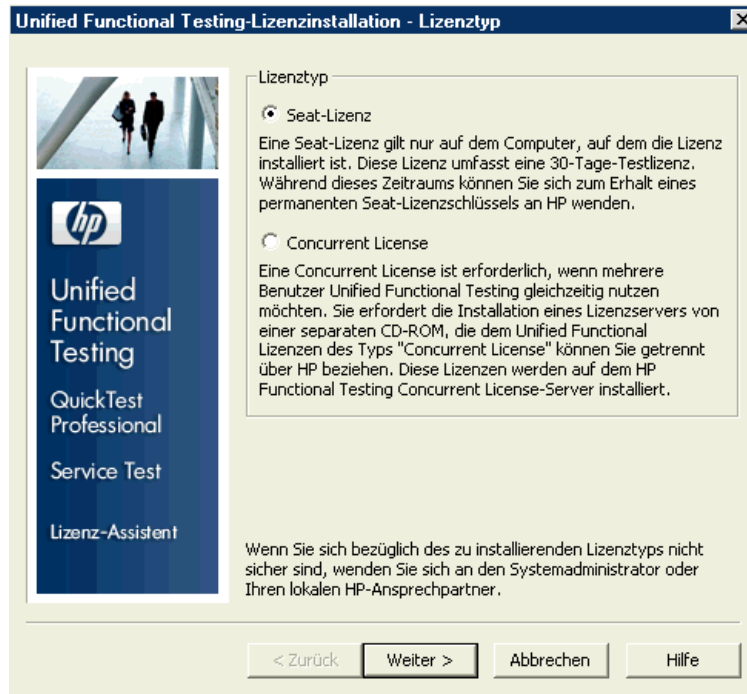 Unified Functional Testing-Lizenzinstallation - Lizenztyp
hp
Unified
Functional
Testing
QuickTest
Professional
Service Test
Lizenz-Assistent
Lizenztyp
Seat-Lizenz
Eine Seat-Lizenz gilt nur auf dem Computer, auf dem die Lizenz
installiert ist. Diese Lizenz umfasst eine 30-Tage-Testlizenz.
Während dieses Zeitraums können Sie sich zum Erhalt eines
permanenten Seat-Lizenzschlüssels an HP wenden.
Concurrent License
Eine Concurrent License ist erforderlich, wenn mehrere
Benutzer Unified Functional Testing gleichzeitig nutzen
möchten. Sie erfordert die Installation eines Lizenzservers von
einer separaten CD-ROM, die dem Unified Functional
Lizenzen des Typs "Concurrent License" können Sie getrennt
über HP beziehen. Diese Lizenzen werden auf dem HP
Functional Testing Concurrent License-Server installiert.
Wenn Sie sich bezüglich des zu installierenden Lizenztyps nicht
sicher sind, wenden Sie sich an den Systemadministrator oder
Ihren lokalen HP-Ansprechpartner.
< Zurück
Weiter >
Abbrechen
Hilfe